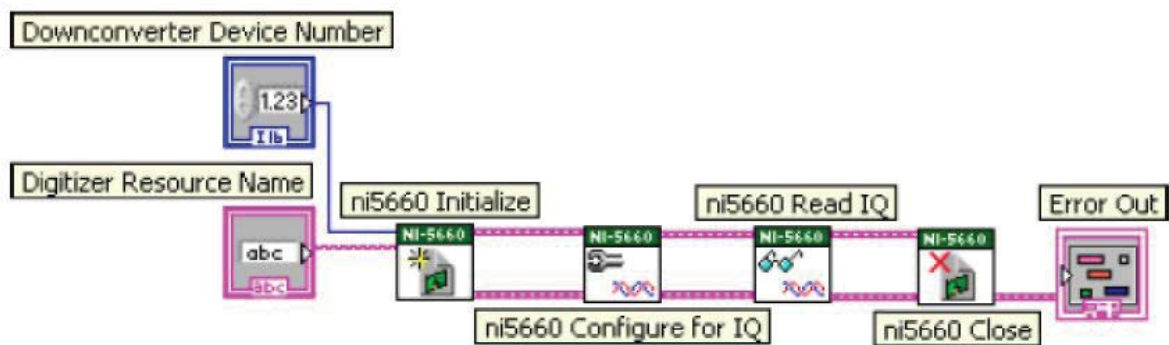 Downconverter Device Number
1.23
I16
Digitizer Resource Name
abc
abc
ni5660 Initialize
ni5660 Read IQ
Error Out
NI-5660
NI-5660
NI-5660
NI-5660
ni5660 Configure for IQ
ni5660 Close